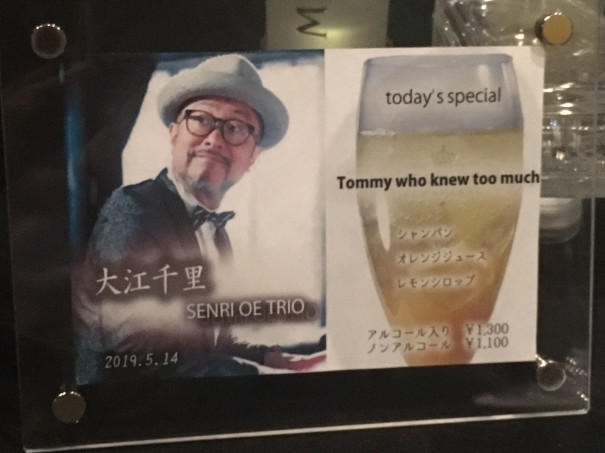 大江千里
SENRI OE TRIO
2019.5.14
today's special
Tommy who knew too much
シャンパン
オレンジジュース
レモンシロップ
アルコール入り ￥1,300
ノンアルコール ￥1,100